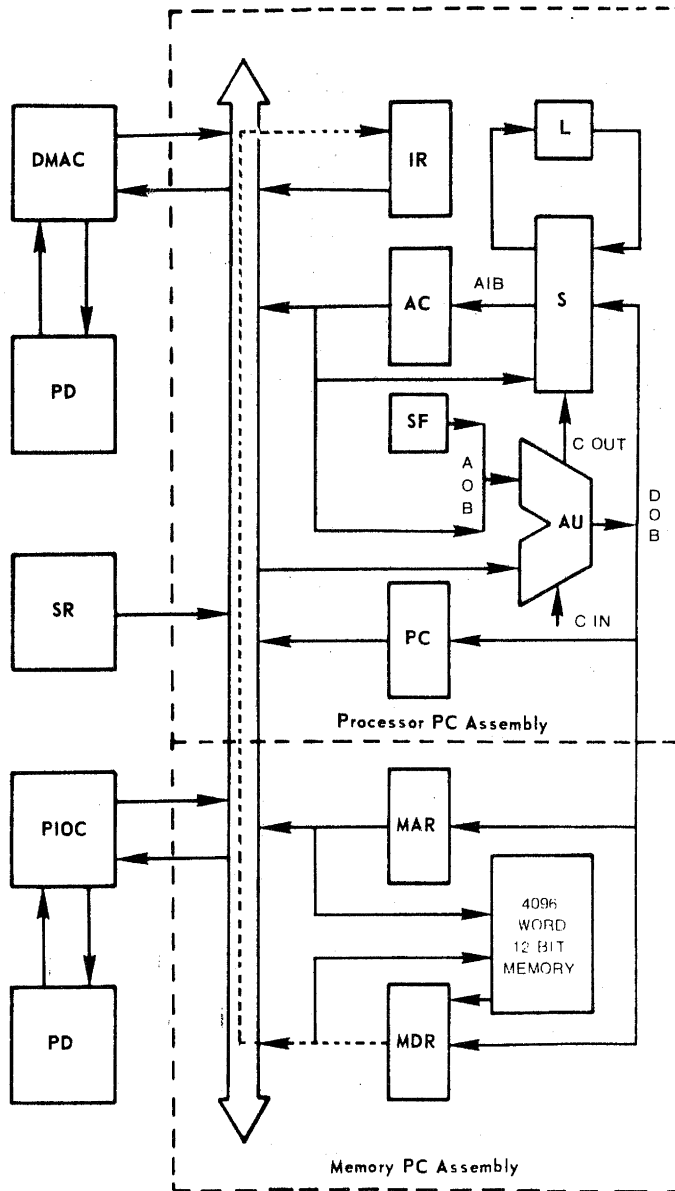 DMAC
IR
L
AC
AIB
S
PD
SF
A
O
B
C OUT
AU
D
O
B
SR
PC
C IN
Processor PC Assembly
PIOC
MAR
4096
WORD
12 BIT
MEMORY
PD
MDR
Memory PC Assembly